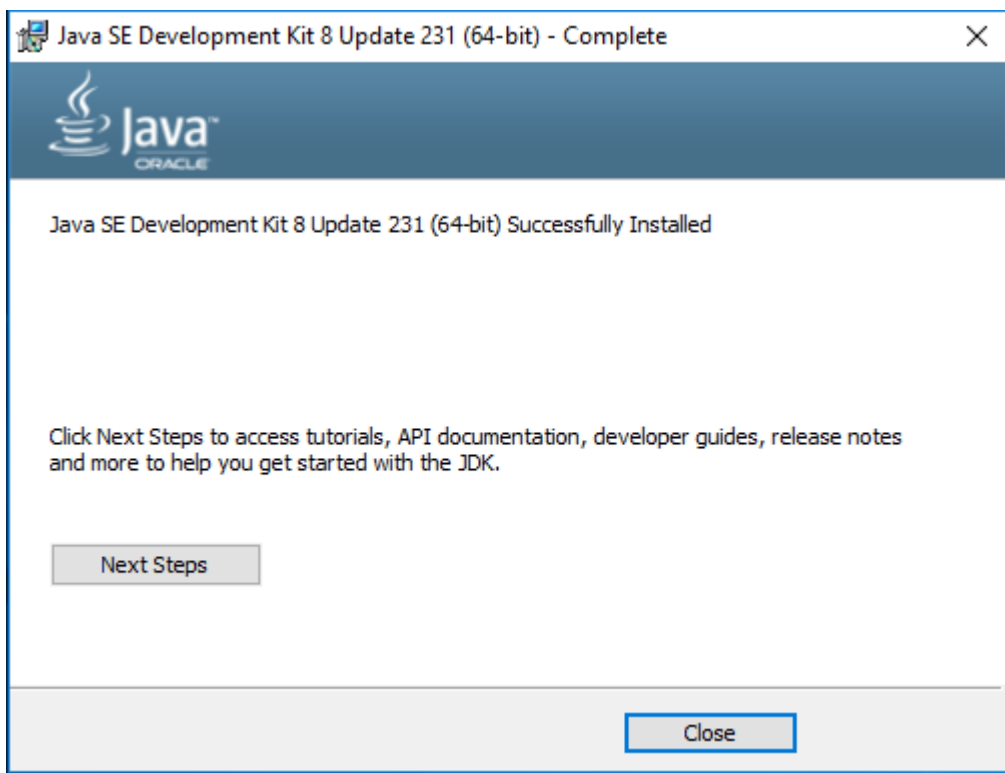 Java SE Development Kit 8 Update 231 (64-bit) - Complete
Java™
ORACLE
Java SE Development Kit 8 Update 231 (64-bit) Successfully Installed
Click Next Steps to access tutorials, API documentation, developer guides, release notes
and more to help you get started with the JDK.
Next Steps
Close